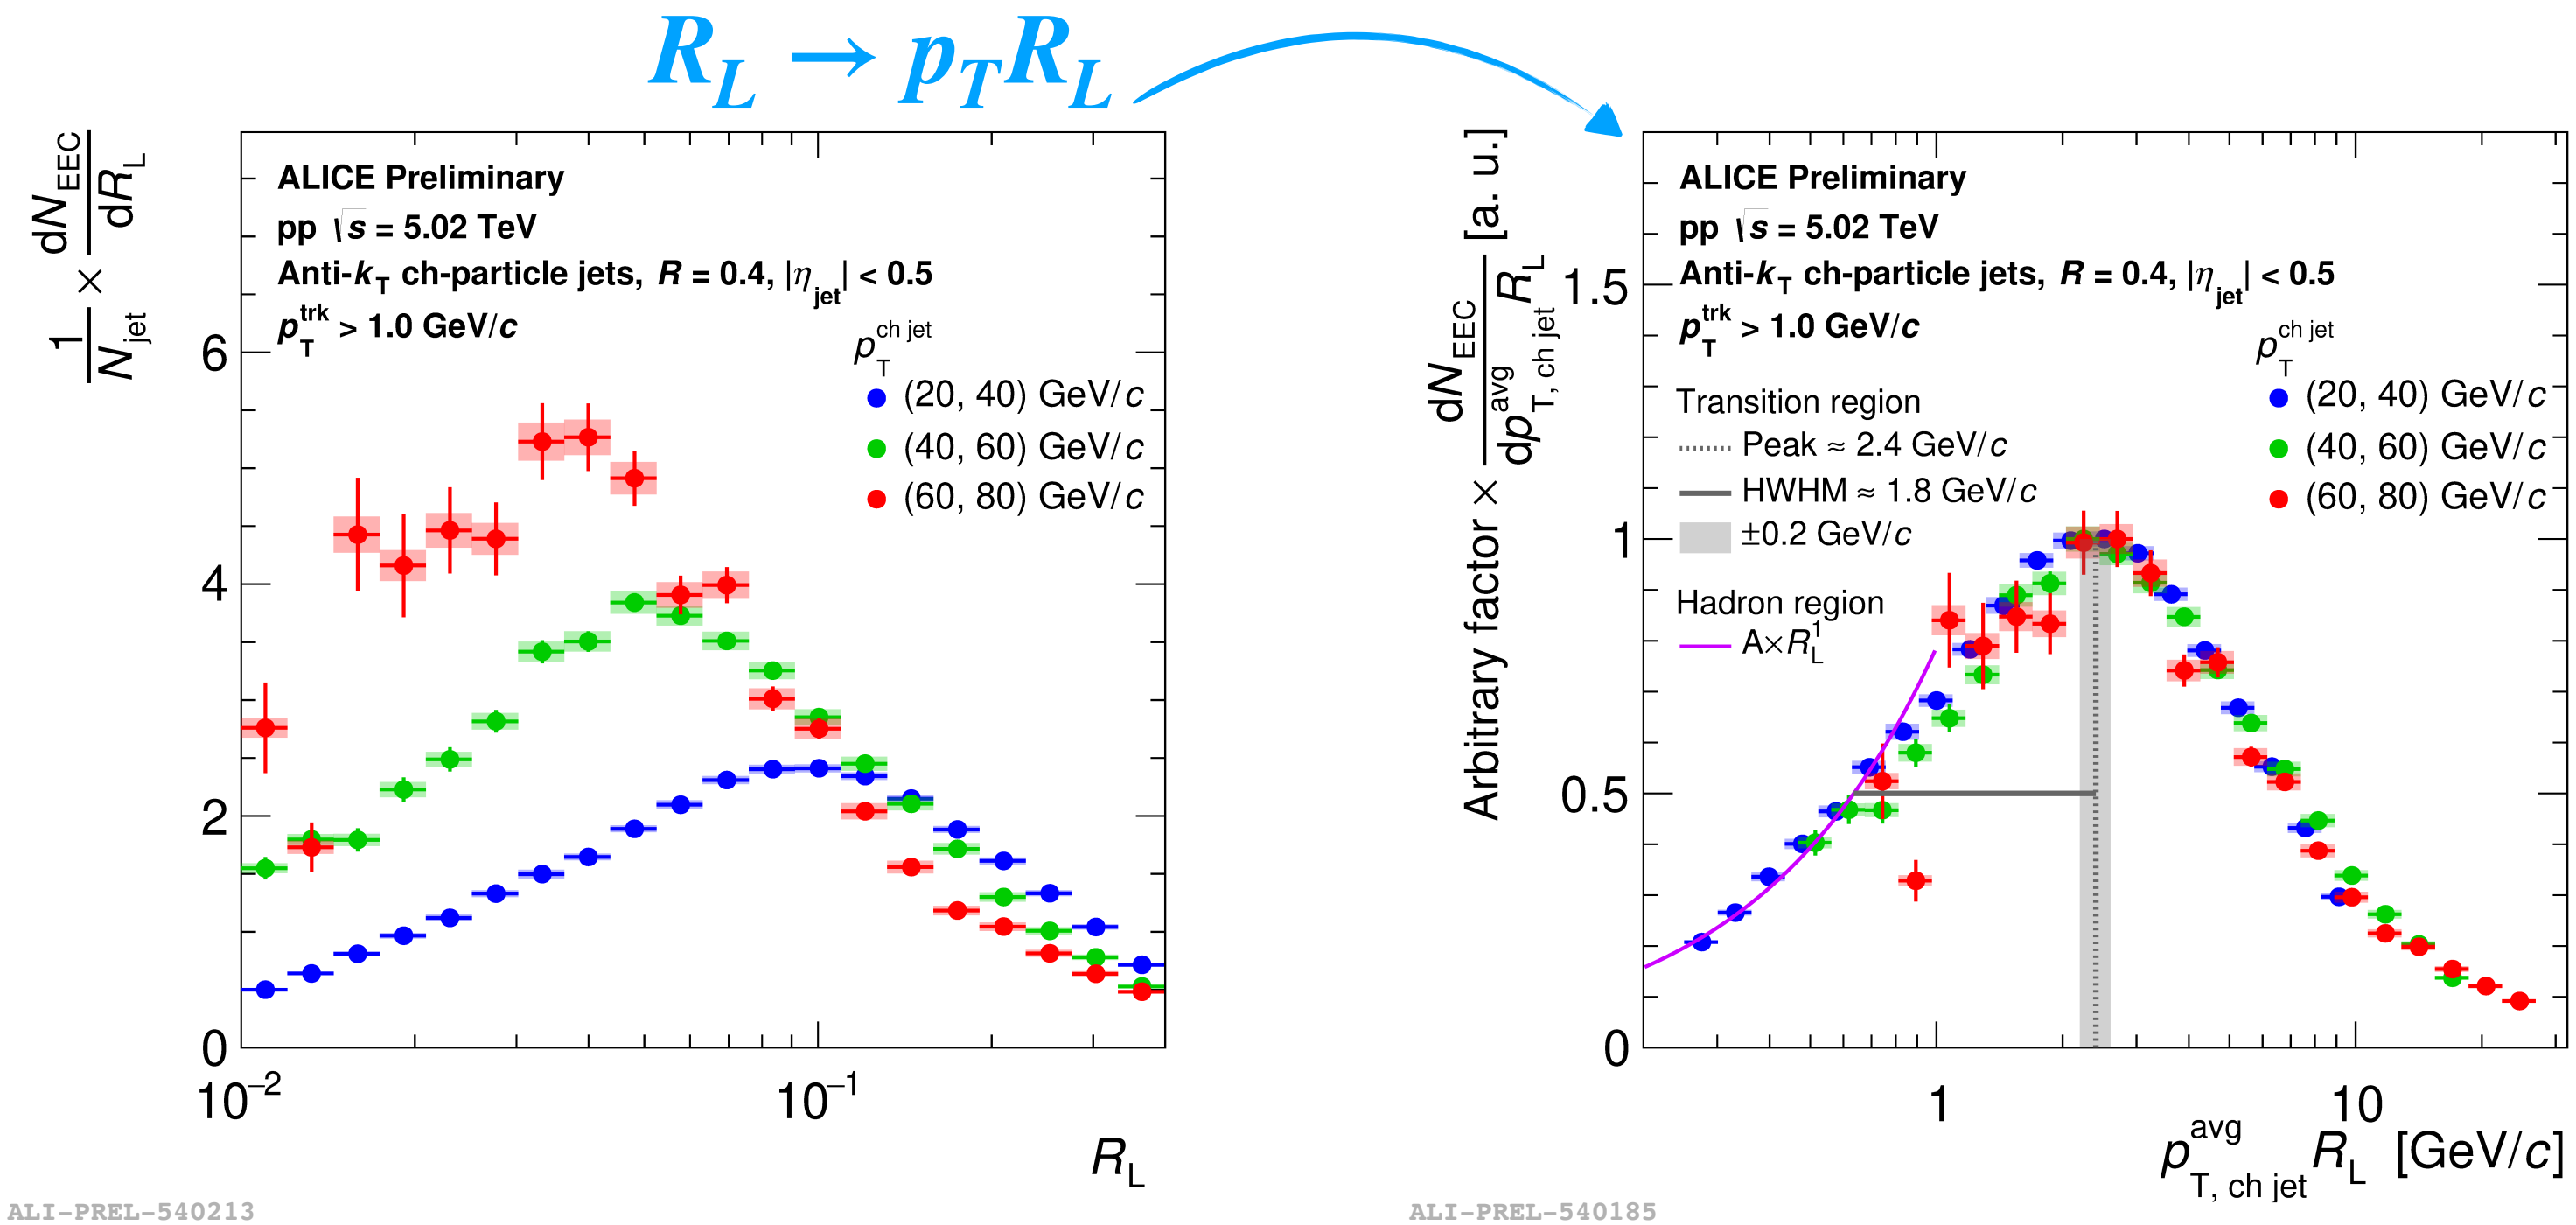 R_L → p_T R_L
1/N_jet × dN_EEC/dR_L
ALICE Preliminary
pp √s = 5.02 TeV
Anti-k_T ch-particle jets, R = 0.4, |η_jet| < 0.5
p_T^trk > 1.0 GeV/c
p_T^ch jet
(20, 40) GeV/c
(40, 60) GeV/c
(60, 80) GeV/c
6
4
2
0
10^−2
10^−1
R_L
ALI-PREL-540213
Arbitrary factor × dN_EEC/dp_T, ch jet^avg R_L [a. u.]
ALICE Preliminary
pp √s = 5.02 TeV
Anti-k_T ch-particle jets, R = 0.4, |η_jet| < 0.5
p_T^trk > 1.0 GeV/c
p_T^ch jet
(20, 40) GeV/c
(40, 60) GeV/c
(60, 80) GeV/c
Transition region
Peak ≈ 2.4 GeV/c
HWHM ≈ 1.8 GeV/c
±0.2 GeV/c
Hadron region
A×R_L^1
1.5
1
0.5
0
1
10
p_T, ch jet^avg R_L [GeV/c]
ALI-PREL-540185